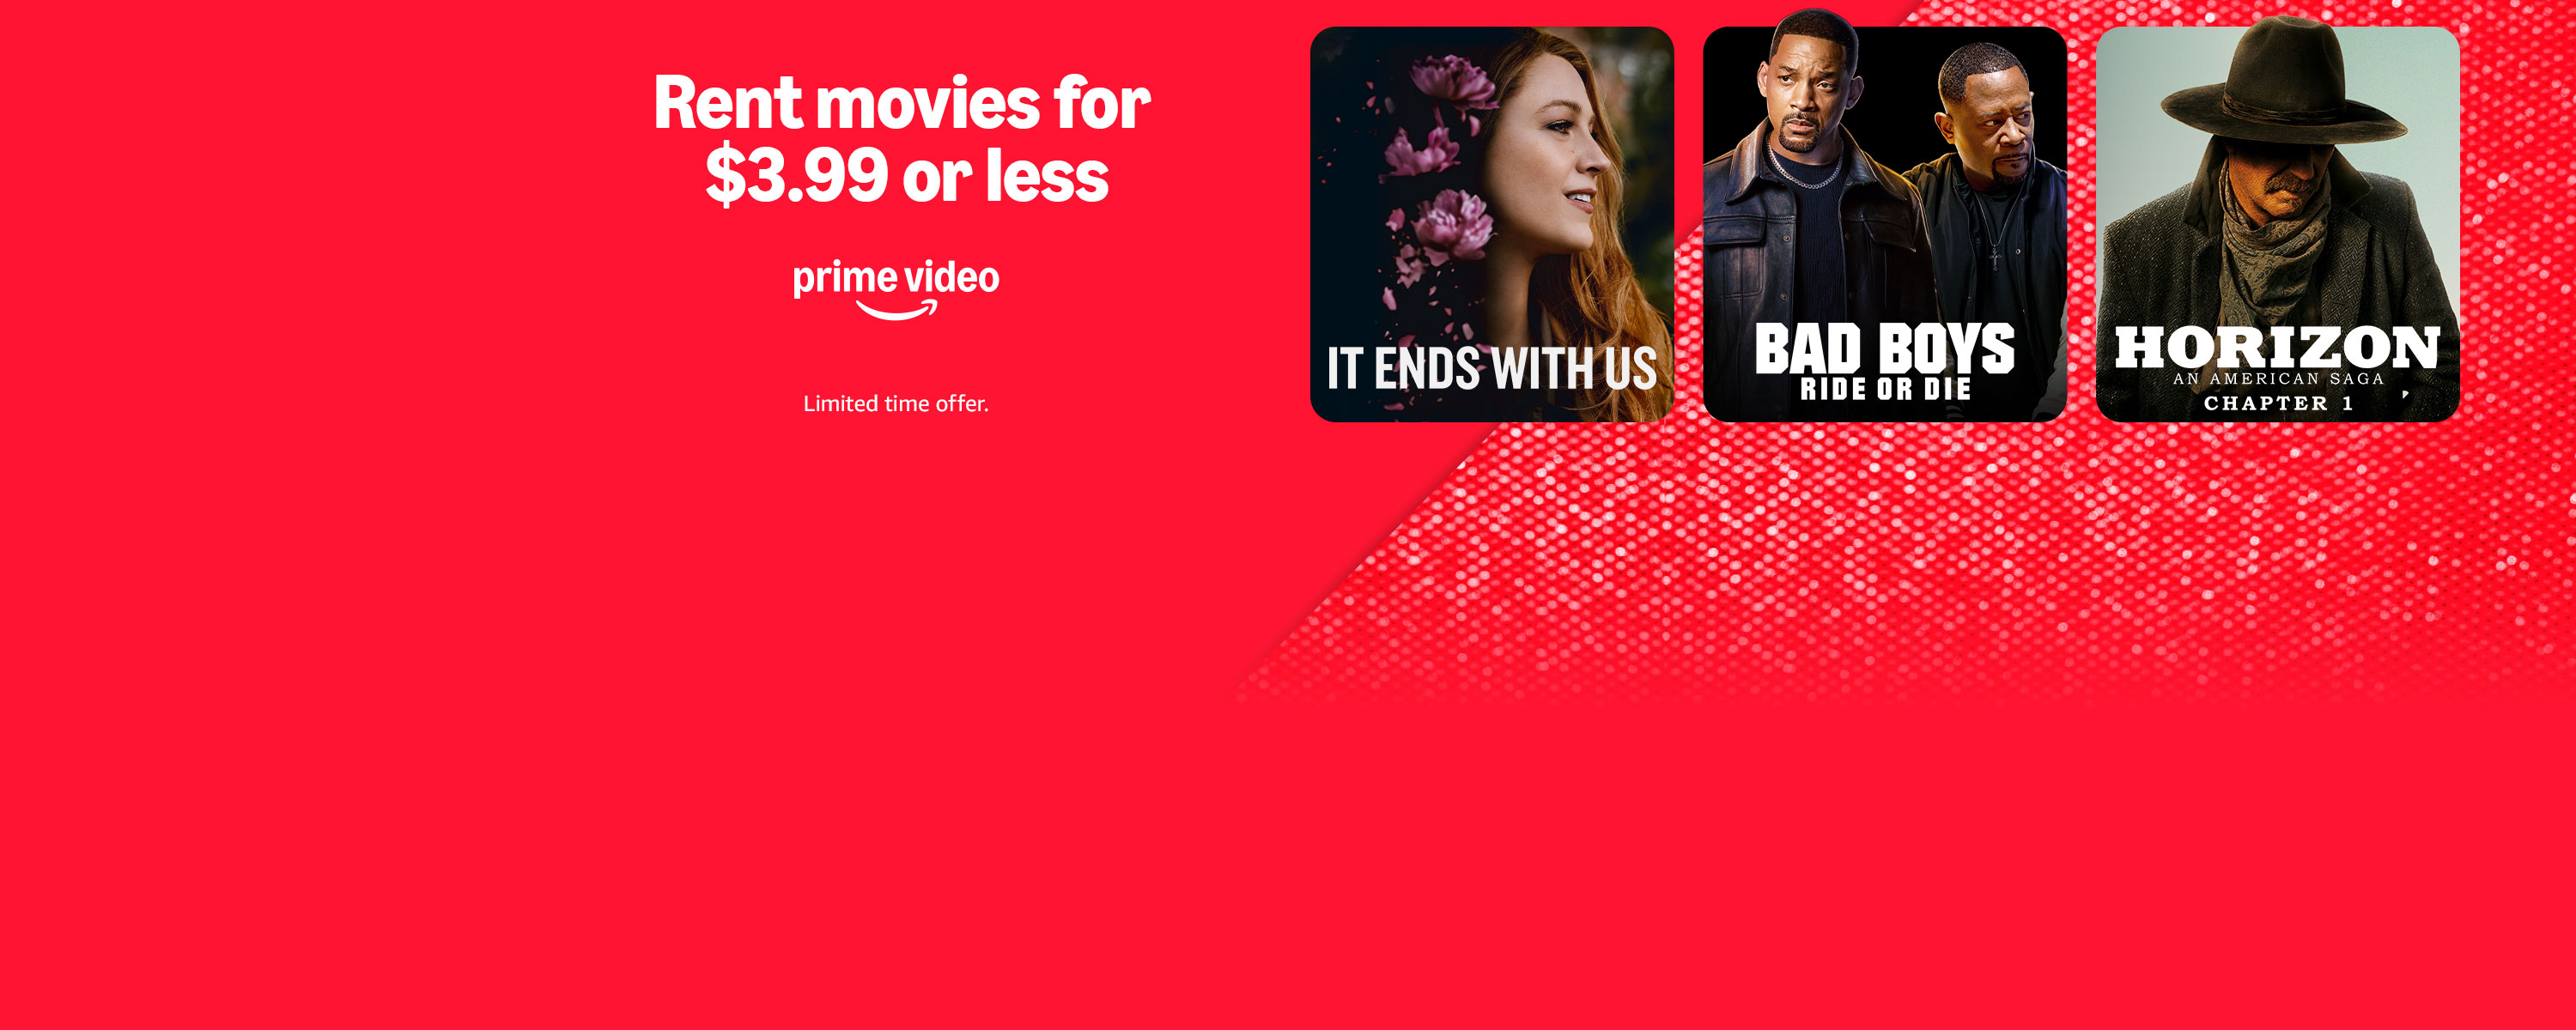 Rent movies for
$3.99 or less
prime video
Limited time offer.
IT ENDS WITH US
BAD BOYS
RIDE OR DIE
HORIZON
AN AMERICAN SAGA
CHAPTER 1